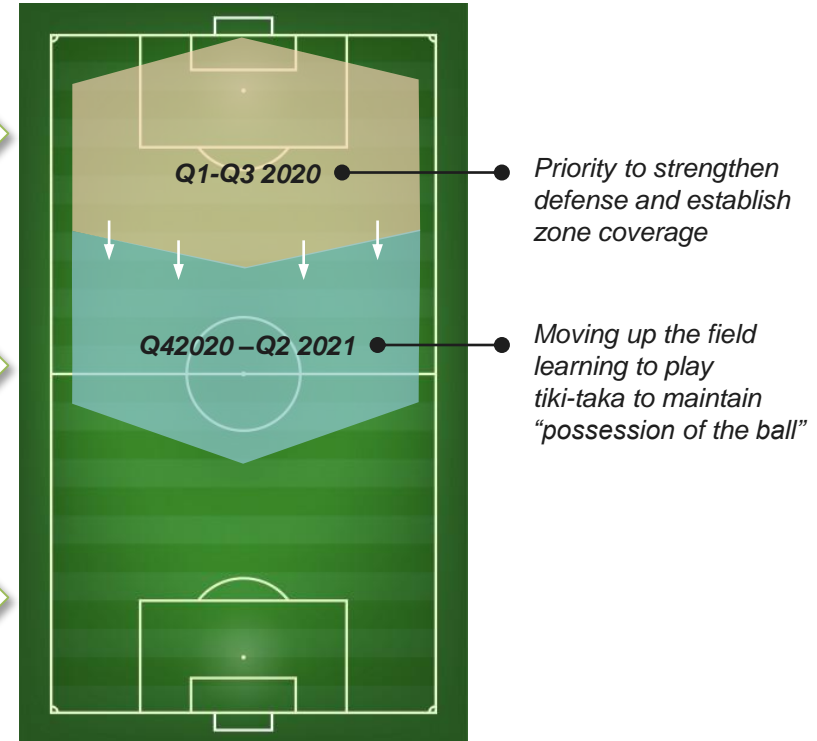 Q1-Q3 2020
Priority to strengthen
defense and establish
zone coverage
Q42020 –Q2 2021
Moving up the field
learning to play
tiki-taka to maintain
“possession of the ball”